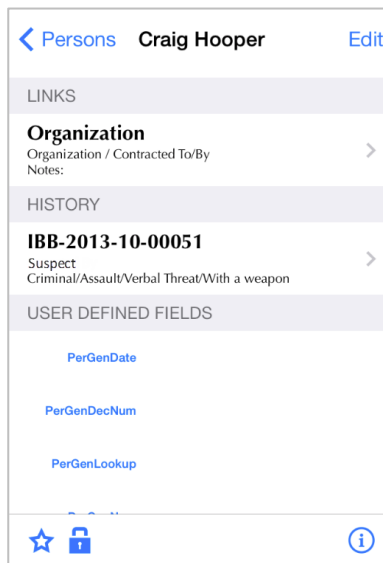 Persons Craig Hooper Edit
LINKS
Organization
Organization / Contracted To/By
Notes:
HISTORY
IBB-2013-10-00051
Suspect
Criminal/Assault/Verbal Threat/With a weapon
USER DEFINED FIELDS
PerGenDate
PerGenDecNum
PerGenLookup